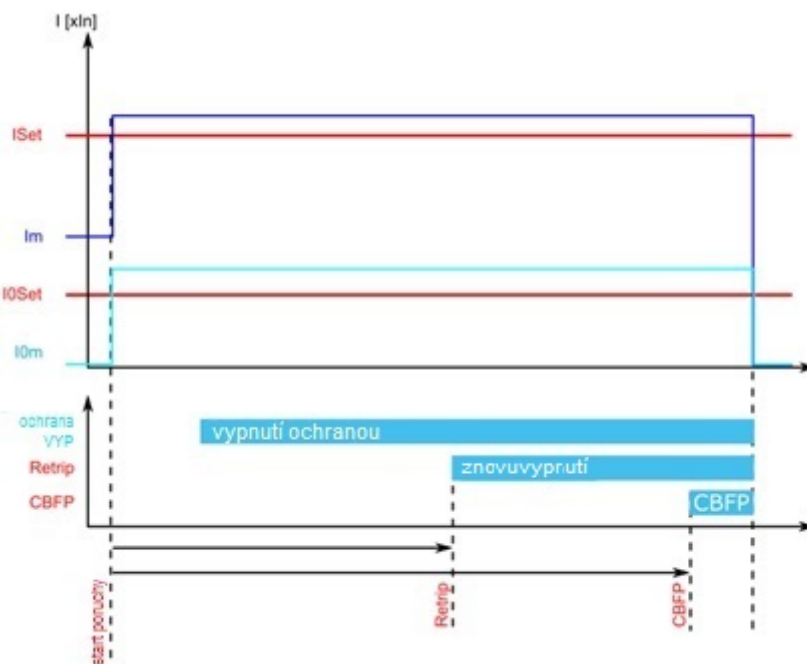 I [xIn]
ISet
Im
I0Set
I0m
ochrana
VYP
vypnutí ochranou
Retrip
znovuvypnutí
CBFP
CBFP
start poruchy
Retrip
CBFP